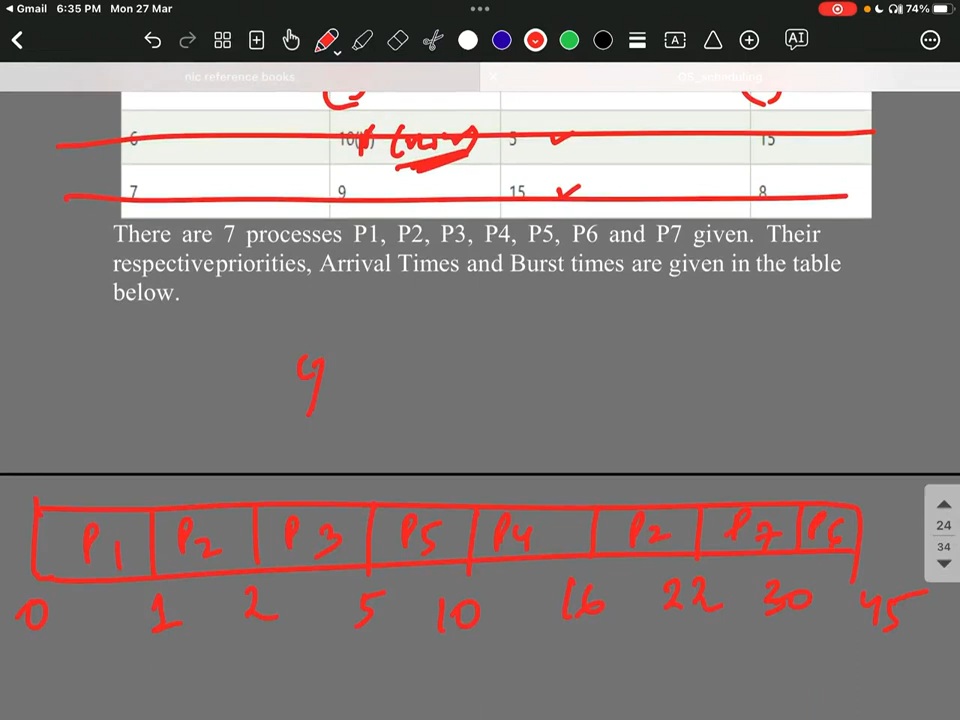 Gmail 6:35 PM Mon 27 Mar 74%
AI
nic reference books OS_scheduling
6 5 15
7 9 15 8
There are 7 processes P1, P2, P3, P4, P5, P6 and P7 given. Their
respectivepriorities, Arrival Times and Burst times are given in the table
below.
24
34
P1 P2 P3 P5 P4 P2 P7 P6
0 1 2 5 10 16 22 30 45